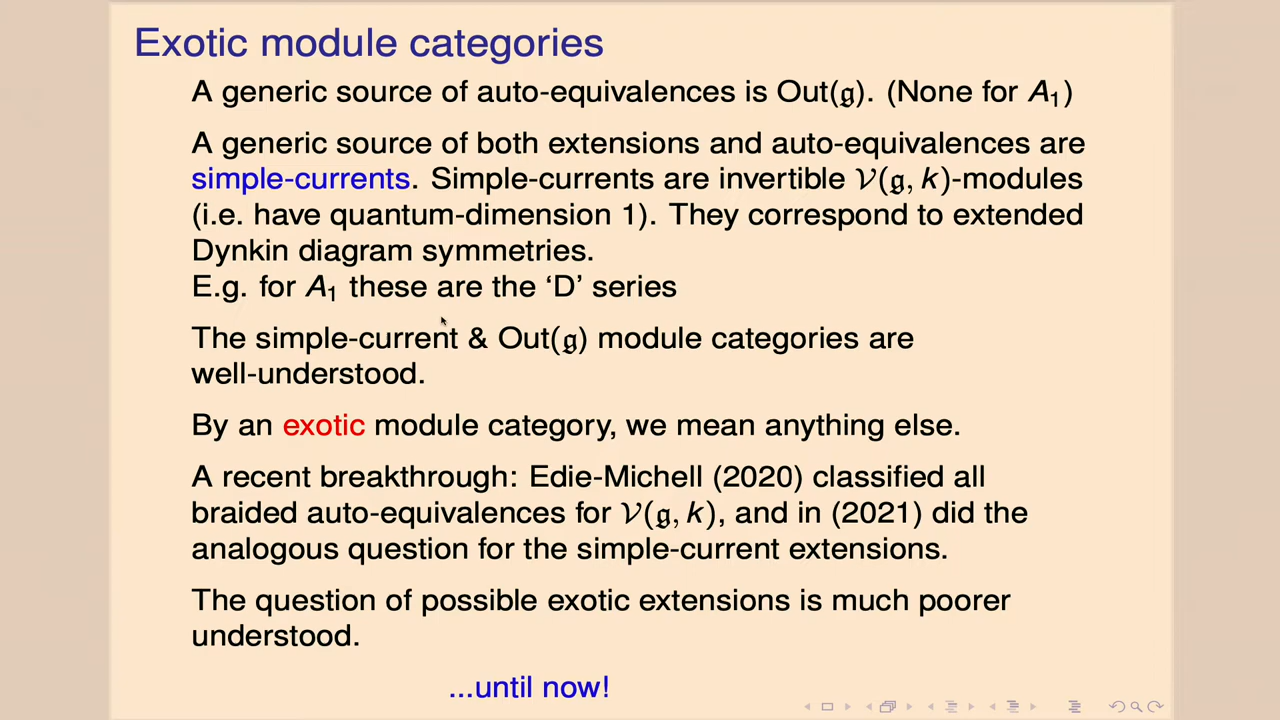 Exotic module categories
A generic source of auto-equivalences is Out(𝔤). (None for A₁)
A generic source of both extensions and auto-equivalences are
simple-currents. Simple-currents are invertible 𝒱(𝔤, k)-modules
(i.e. have quantum-dimension 1). They correspond to extended
Dynkin diagram symmetries.
E.g. for A₁ these are the ‘D’ series
The simple-current & Out(𝔤) module categories are
well-understood.
By an exotic module category, we mean anything else.
A recent breakthrough: Edie-Michell (2020) classified all
braided auto-equivalences for 𝒱(𝔤, k), and in (2021) did the
analogous question for the simple-current extensions.
The question of possible exotic extensions is much poorer
understood.
...until now!